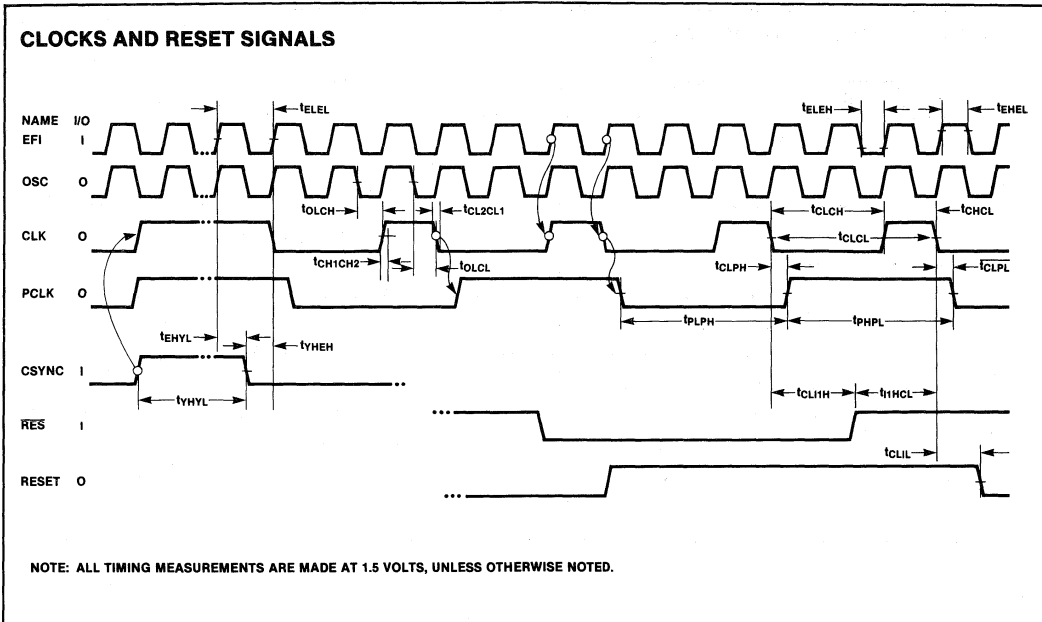 CLOCKS AND RESET SIGNALS
NAME I/O
EFI I
OSC O
CLK O
PCLK O
CSYNC I
RES I
RESET O
tELEL
tELEH
tEHEL
tOLCH
tCL2CL1
tCLCH
tCHCL
tCLCL
tCH1CH2
tOLCL
tCLPH
tCLPL
tPLPH
tPHPL
tEHYL
tYHEH
tYHYL
tCLI1H
tI1HCL
tCLIL
NOTE: ALL TIMING MEASUREMENTS ARE MADE AT 1.5 VOLTS, UNLESS OTHERWISE NOTED.